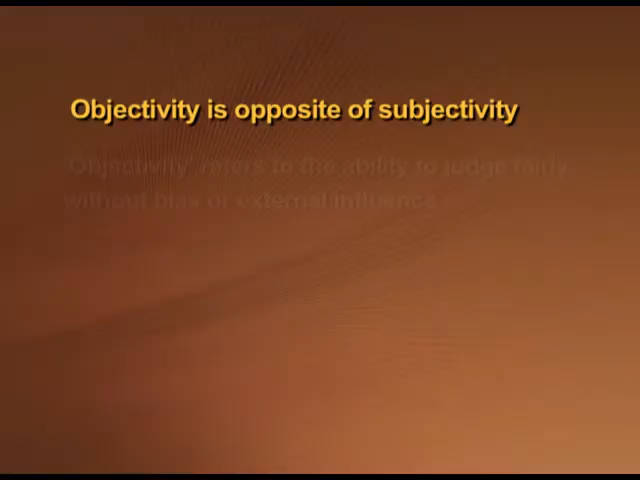 Objectivity is opposite of subjectivity
'Objectivity' refers to the ability to judge fairly
without bias or external influence